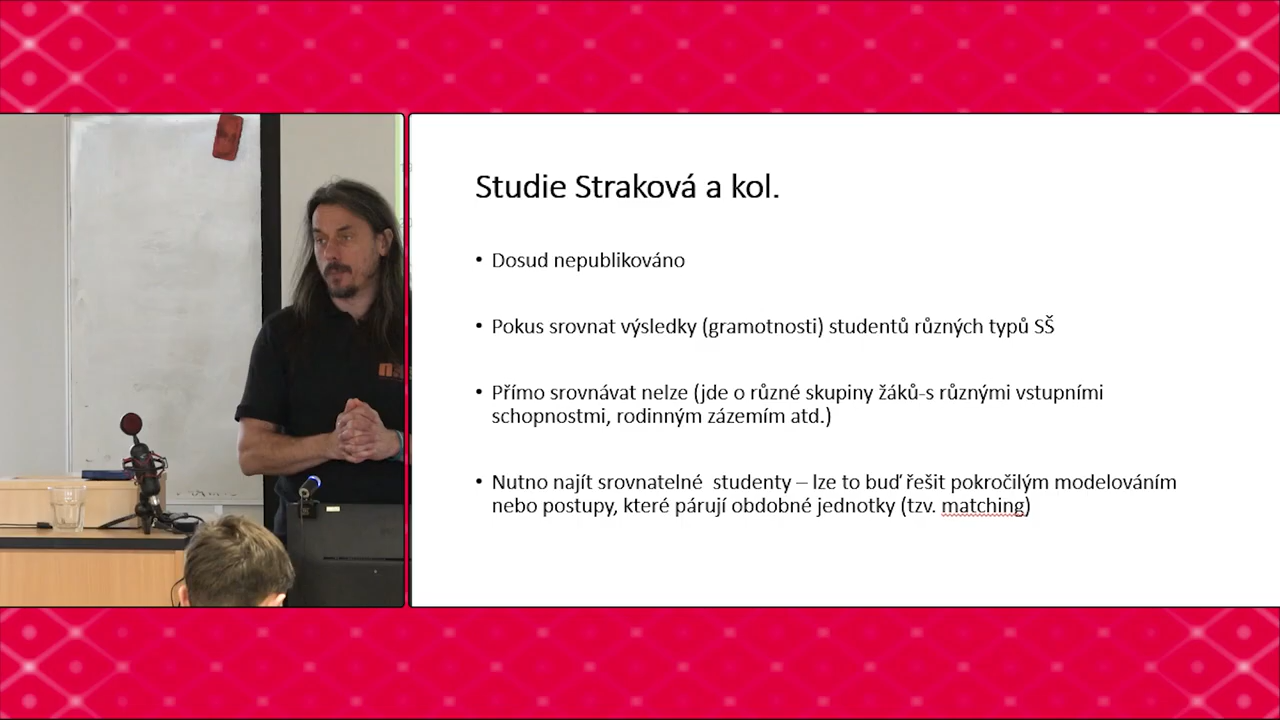 Studie Straková a kol.
• Dosud nepublikováno
• Pokus srovnat výsledky (gramotnosti) studentů různých typů SŠ
• Přímo srovnávat nelze (jde o různé skupiny žáků-s různými vstupními
schopnostmi, rodinným zázemím atd.)
• Nutno najít srovnatelné  studenty – lze to buď řešit pokročilým modelováním
nebo postupy, které párují obdobné jednotky (tzv. matching)